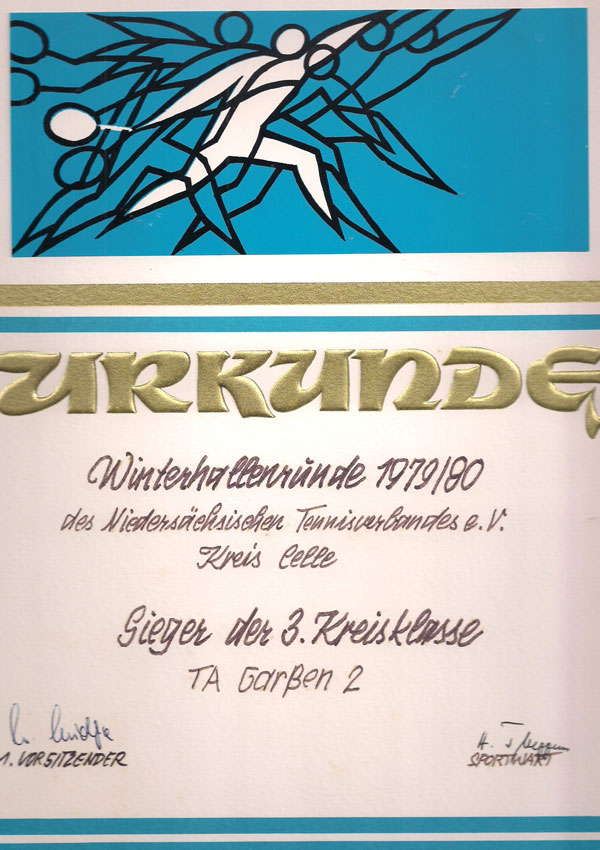 URKUNDE
Winterhallenrunde 1979/80
des Niedersächsischen Tennisverbandes e.V.
Kreis Celle
Sieger der 3. Kreisklasse
TA Garßen 2
1. VORSITZENDER
H.
SPORTWART